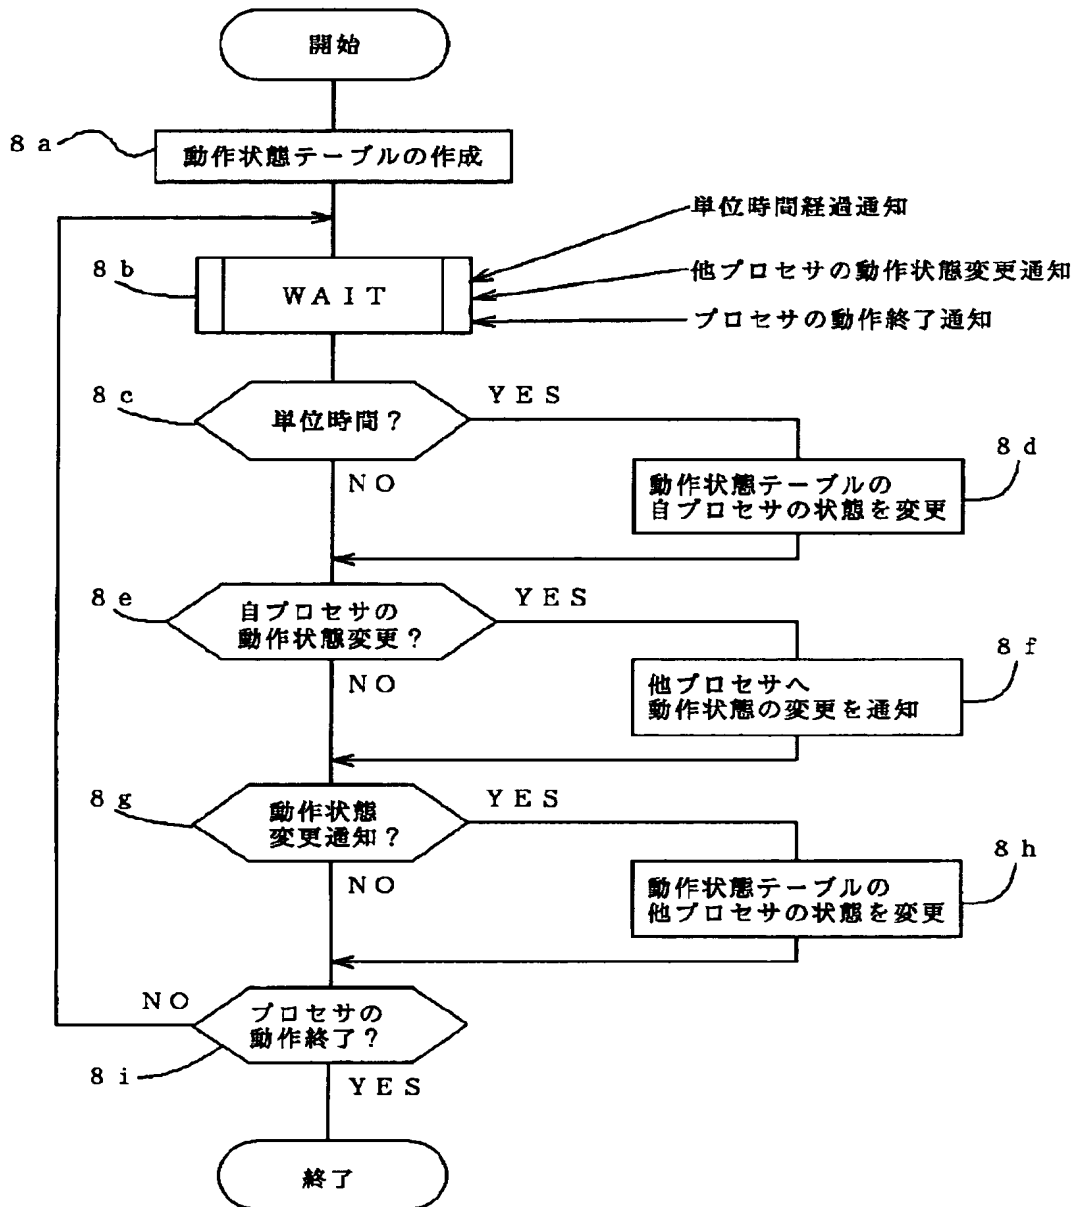 開始
8a
動作状態テーブルの作成
単位時間経過通知
8b
WAIT
他プロセサの動作状態変更通知
プロセサの動作終了通知
8c
単位時間?
YES
NO
8d
動作状態テーブルの
自プロセサの状態を変更
8e
自プロセサの
動作状態変更?
YES
NO
8f
他プロセサへ
動作状態の変更を通知
8g
動作状態
変更通知?
YES
NO
8h
動作状態テーブルの
他プロセサの状態を変更
NO
プロセサの
動作終了?
8i
YES
終了